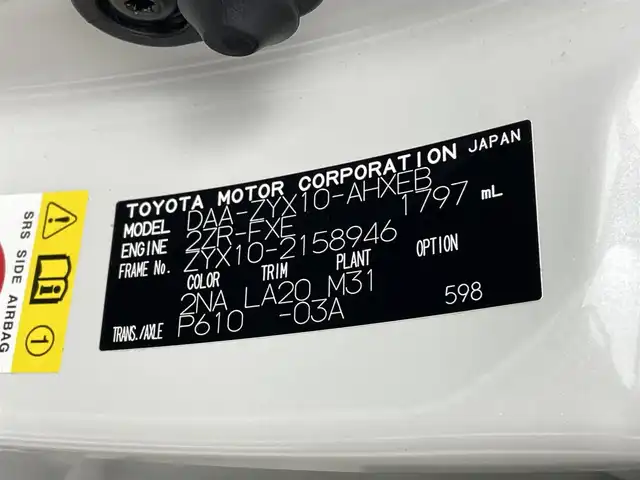 TOYOTA MOTOR CORPORATION JAPAN
MODEL DAA-ZYX10-AHXEB
ENGINE 2ZR-FXE 1797 mL
FRAME No. ZYX10-2158946
COLOR TRIM PLANT OPTION
2NA LA20 M31
TRANS./AXLE P610 -03A 598
SRS SIDE AIRBAG
1